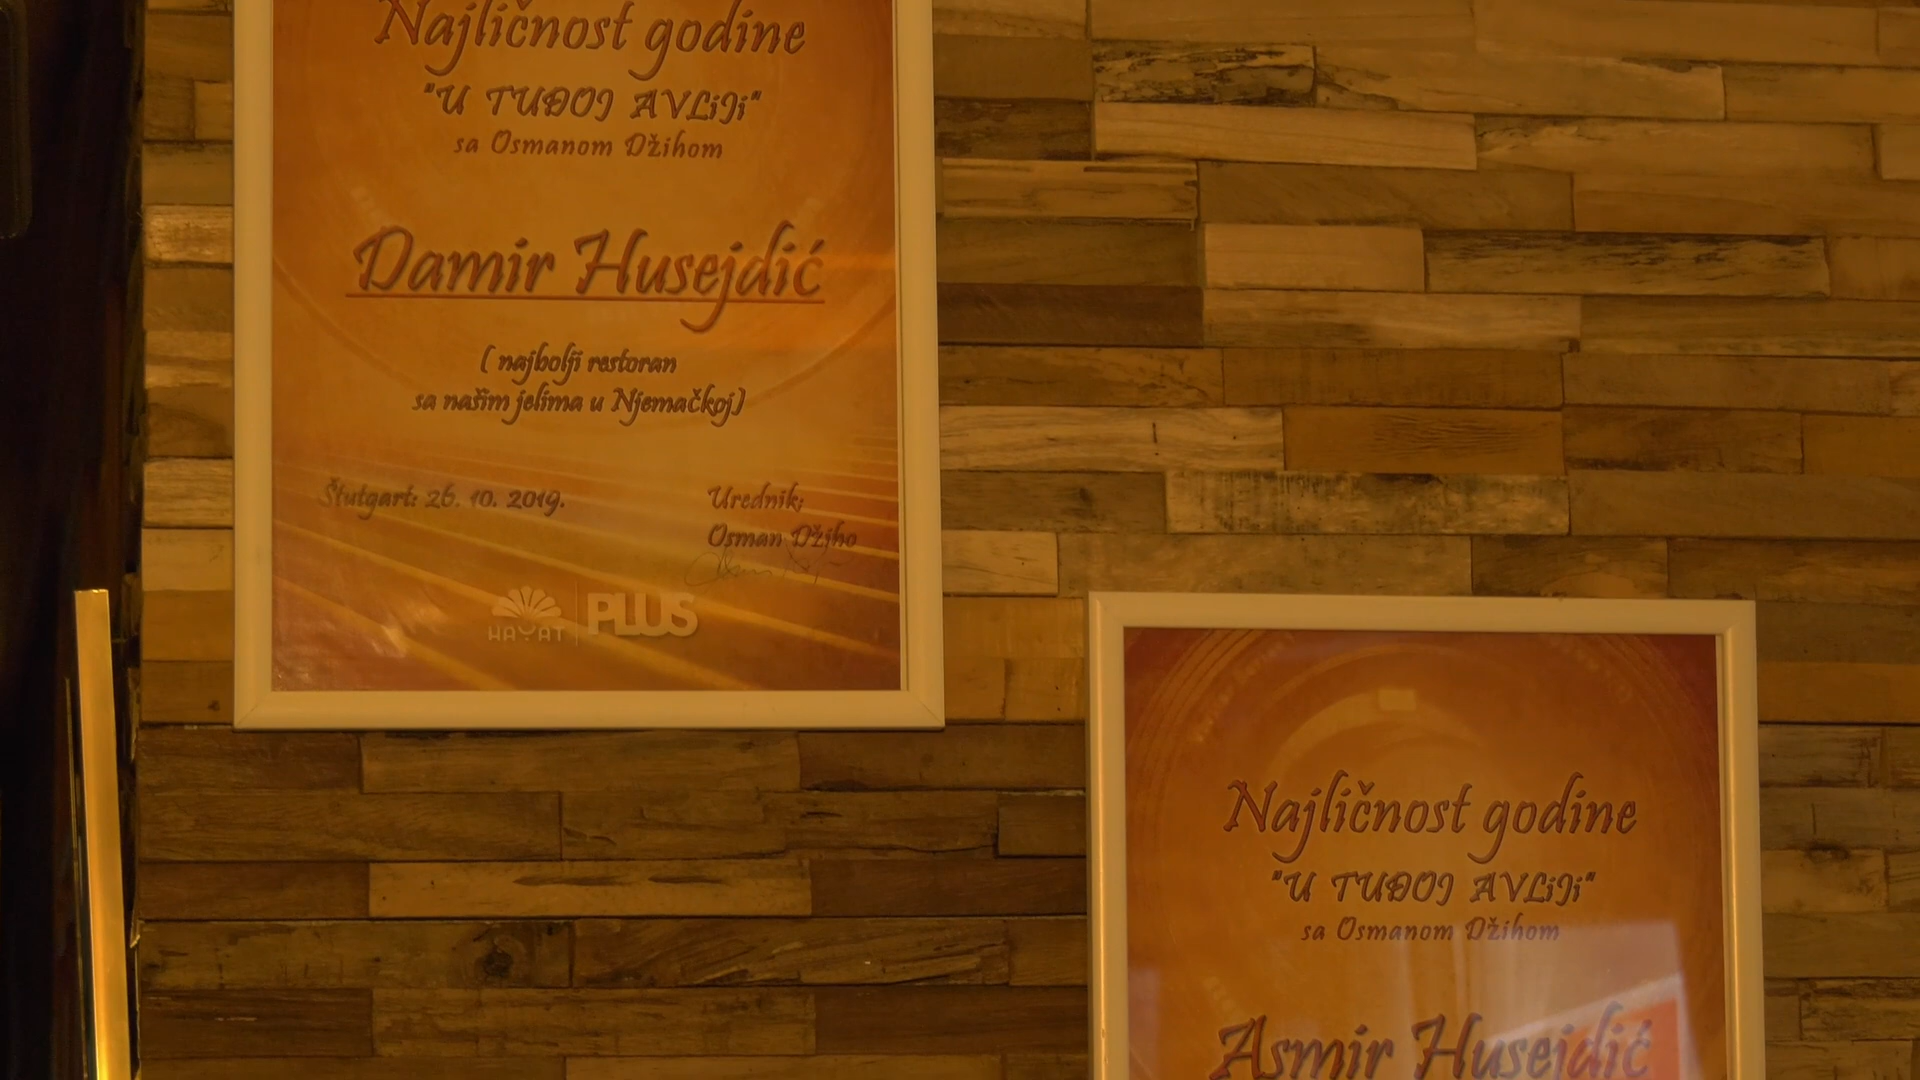 Najličnost godine
"U TUĐOJ AVLiJi"
sa Osmanom Džihom
Damir Husejdić
( najbolji restoran
sa našim jelima u Njemačkoj)
Štutgart: 26. 10. 2019.
Urednik:
Osman Džiho
HAYAT PLUS
Najličnost godine
"U TUĐOJ AVLiJi"
sa Osmanom Džihom
Asmir Husejdić